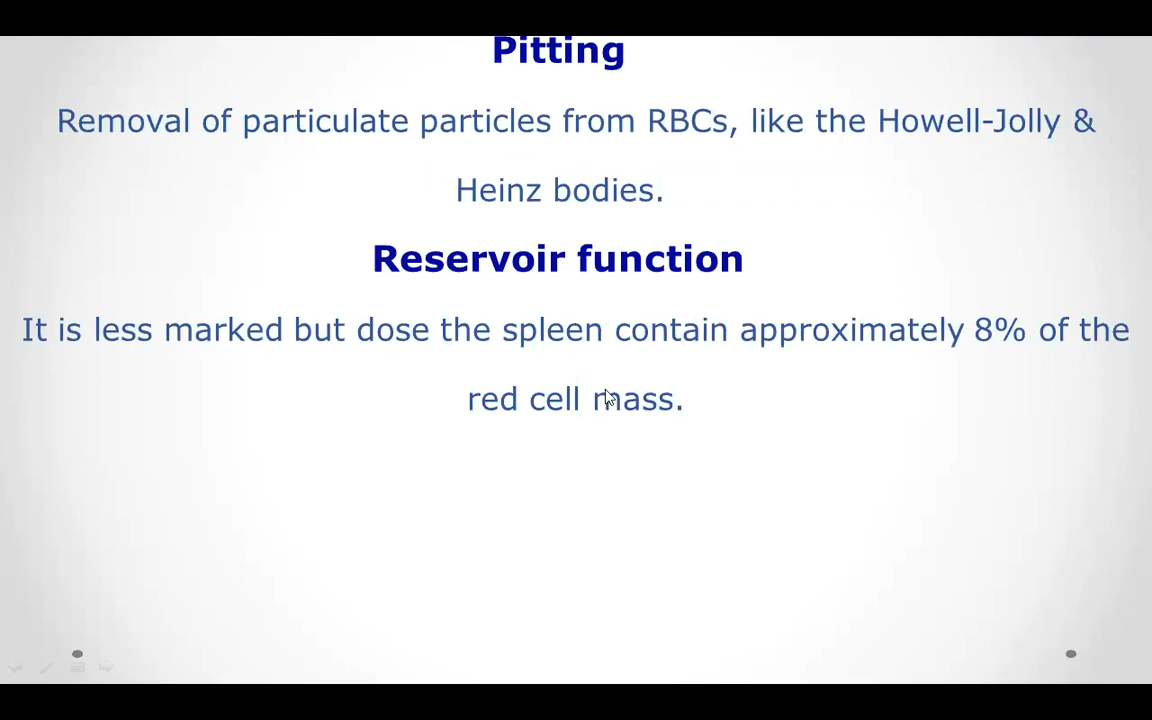 Pitting
Removal of particulate particles from RBCs, like the Howell-Jolly &
Heinz bodies.
Reservoir function
It is less marked but dose the spleen contain approximately 8% of the
red cell mass.